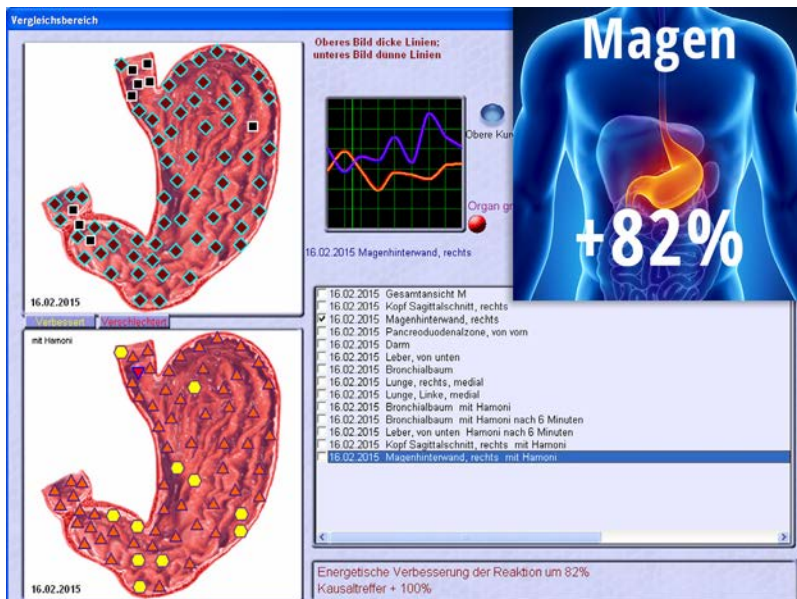 Vergleichsbereich
Oberes Bild dicke Linien;
unteres Bild dünne Linien
Magen
+82%
Obere Kur
Organ gr
16.02.2015 Magenhinterwand, rechts
16.02.2015
Verbessert
Verschlechtert
mit Hamoni
16.02.2015
16.02.2015 Gesamtansicht M
16.02.2015 Kopf Sagittalschnitt, rechts
16.02.2015 Magenhinterwand, rechts
16.02.2015 Pancreoduodenalzone, von vorn
16.02.2015 Darm
16.02.2015 Leber, von unten
16.02.2015 Bronchialbaum
16.02.2015 Lunge, rechts, medial
16.02.2015 Lunge, Linke, medial
16.02.2015 Bronchialbaum mit Hamoni
16.02.2015 Bronchialbaum mit Hamoni nach 6 Minuten
16.02.2015 Leber, von unten Hamoni nach 6 Minuten
16.02.2015 Kopf Sagittalschnitt, rechts mit Hamoni
16.02.2015 Magenhinterwand, rechts mit Hamoni
Energetische Verbesserung der Reaktion um 82%
Kausaltreffer + 100%